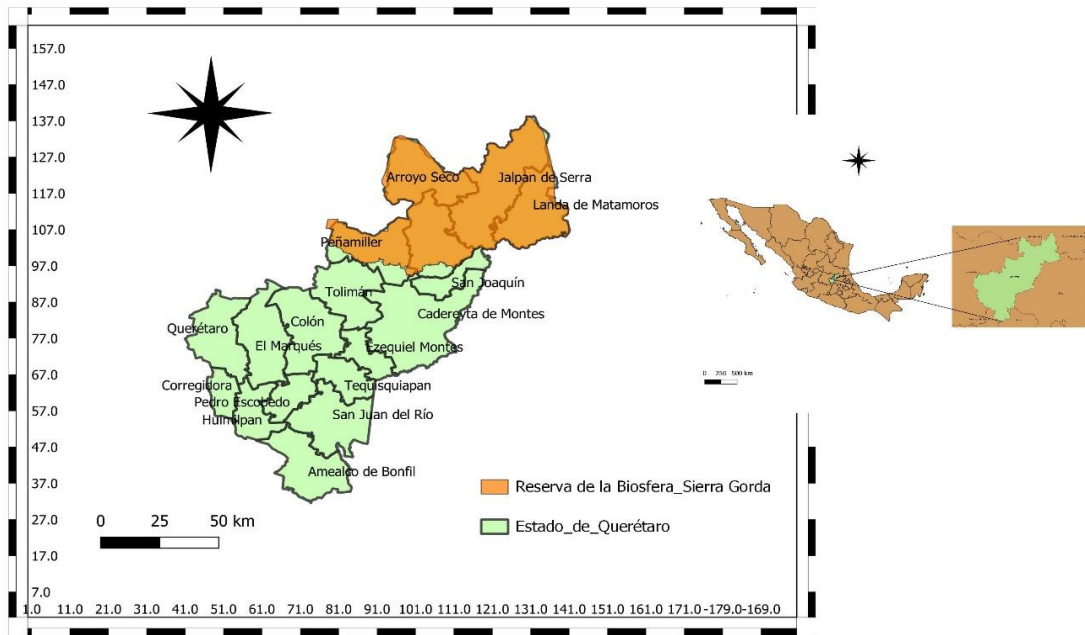 157.0
147.0
137.0
127.0
117.0
107.0
97.0
87.0
77.0
67.0
57.0
47.0
37.0
27.0
17.0
7.0
Arroyo Seco
Jalpan de Serra
Landa de Matamoros
Peñamiller
San Joaquín
Tolimán
Cadereyta de Montes
Querétaro
Colón
El Marqués
Ezequiel Montes
Corregidora
Tequisquiapan
Pedro Escobedo
Huimilpan
San Juan del Río
Amealco de Bonfil
Reserva de la Biosfera_Sierra Gorda
Estado_de_Querétaro
0 25 50 km
1.0 11.0 21.0 31.0 41.0 51.0 61.0 71.0 81.0 91.0 101.0 111.0 121.0 131.0 141.0 151.0 161.0 171.0 -179.0 -169.0
0 250 500 km